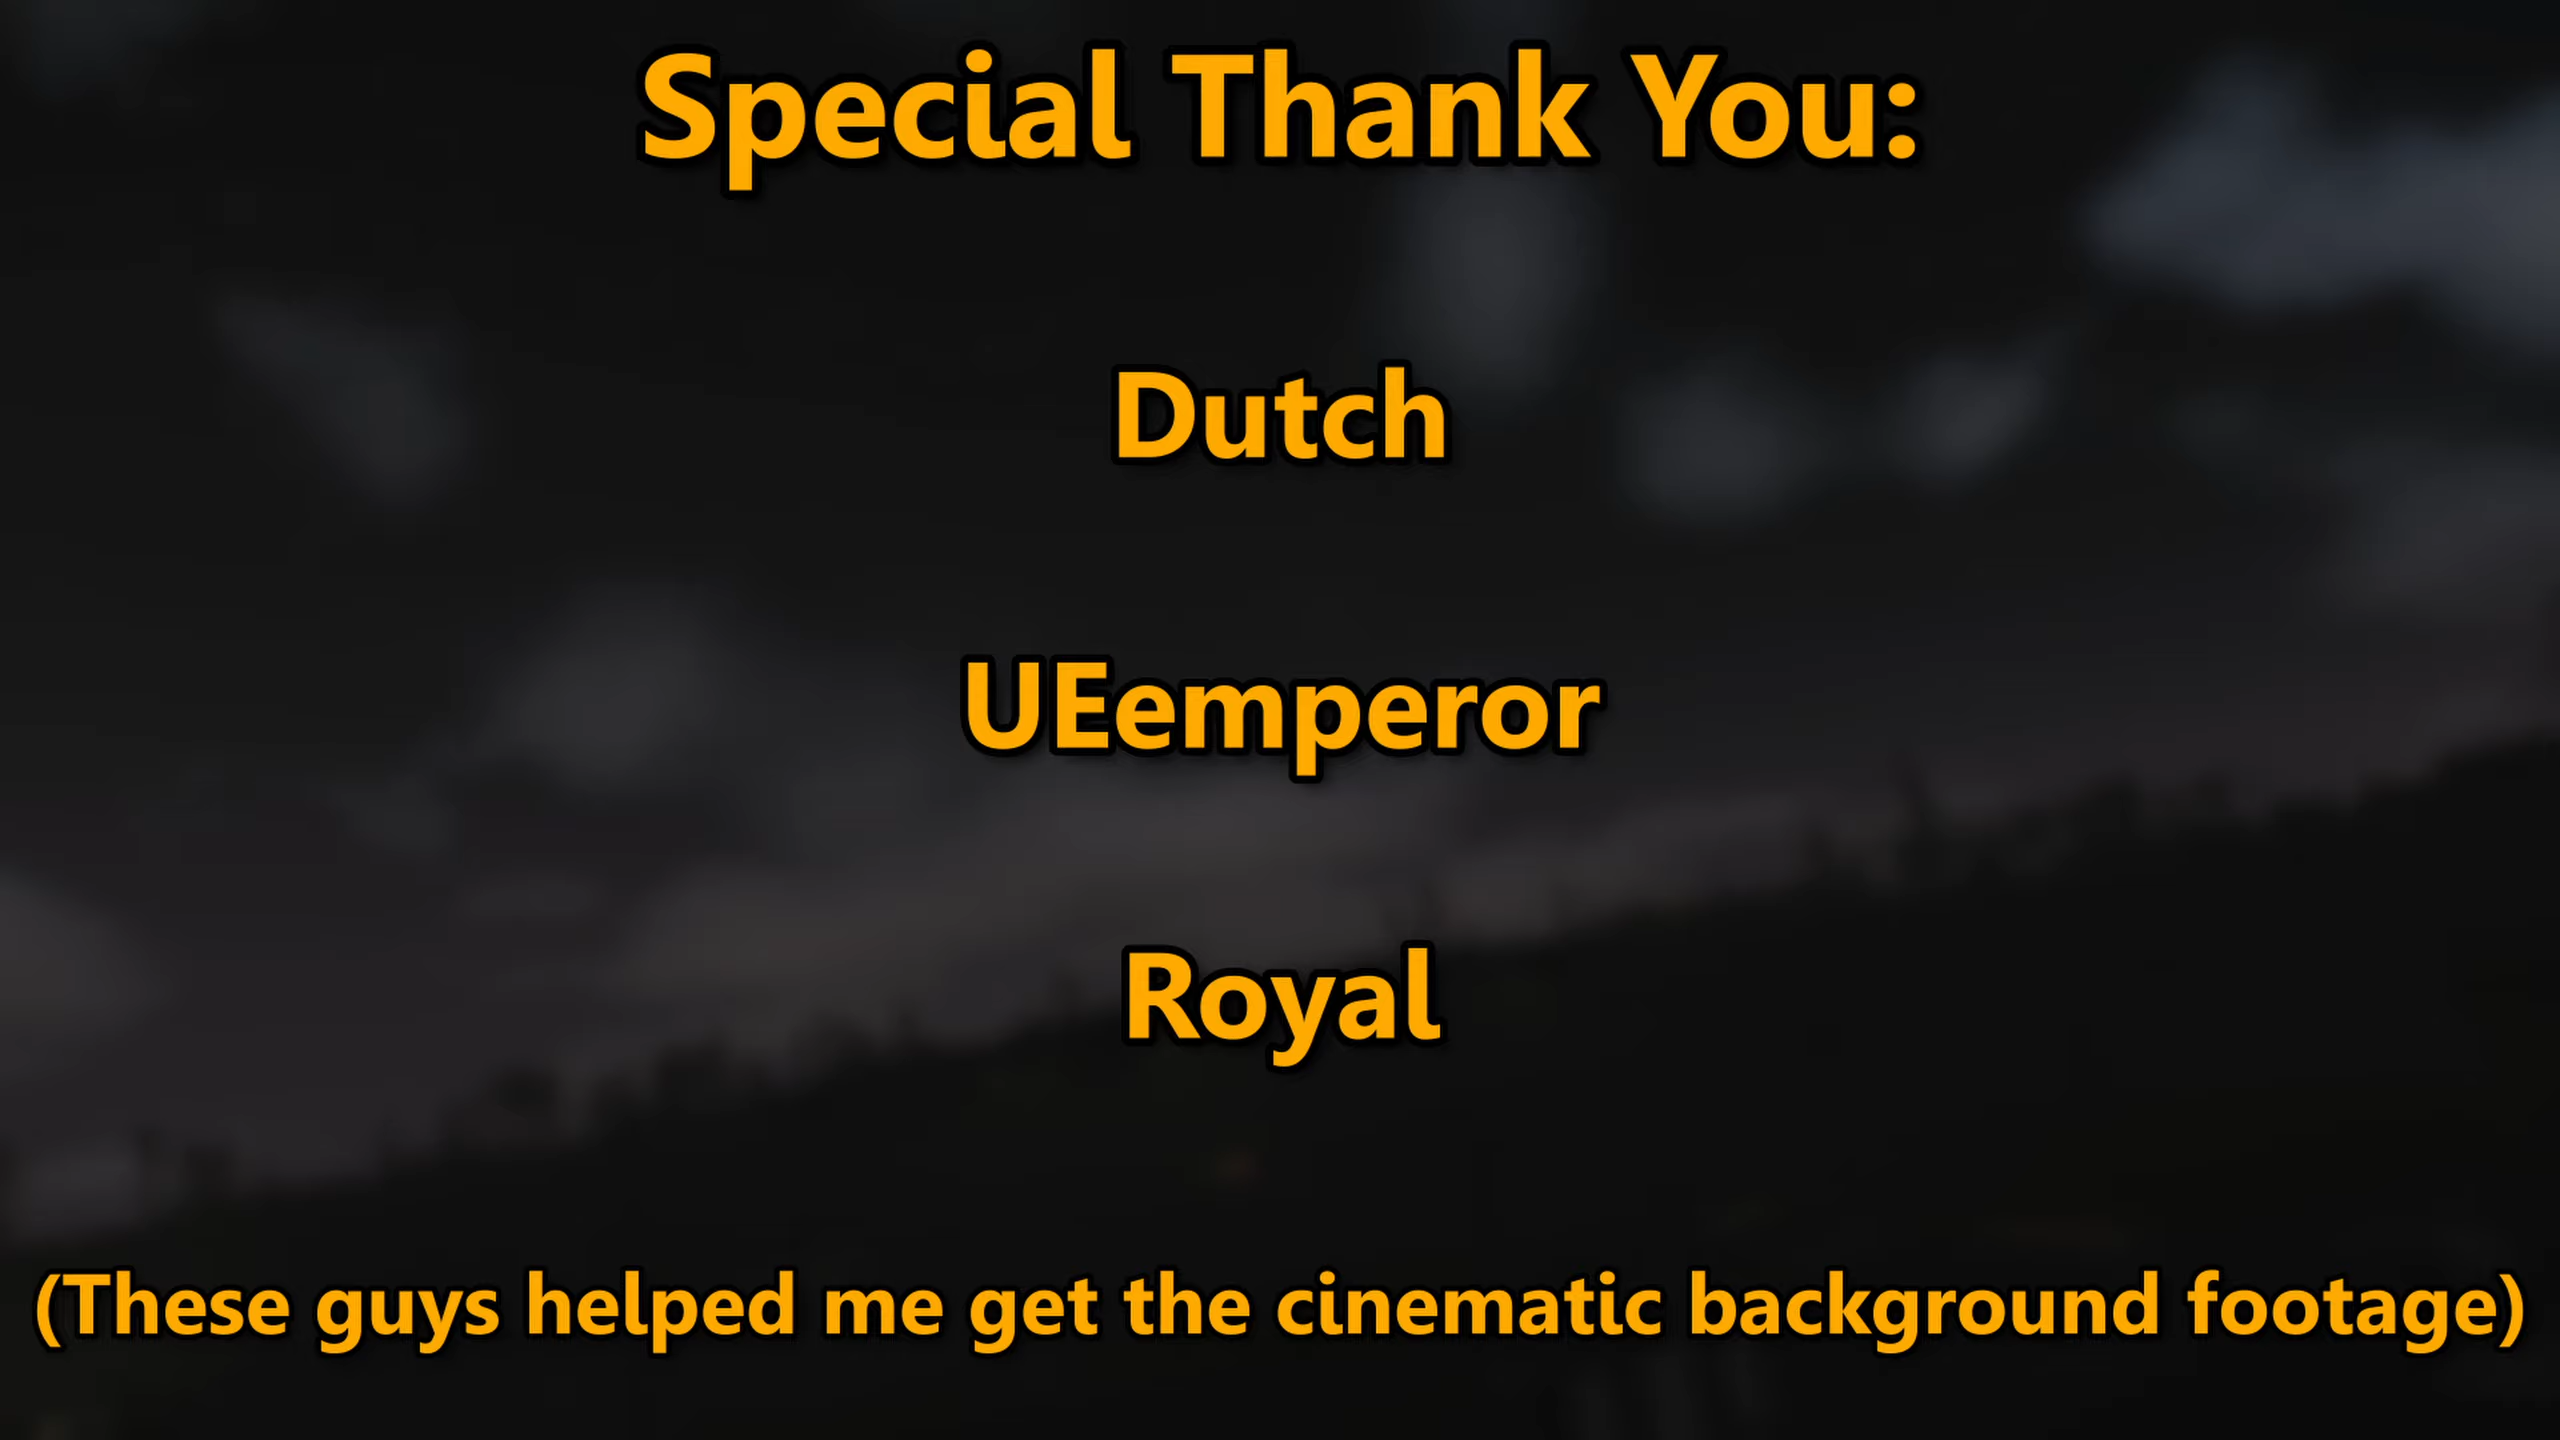 Special Thank You:
Dutch
UEemperor
Royal
(These guys helped me get the cinematic background footage)